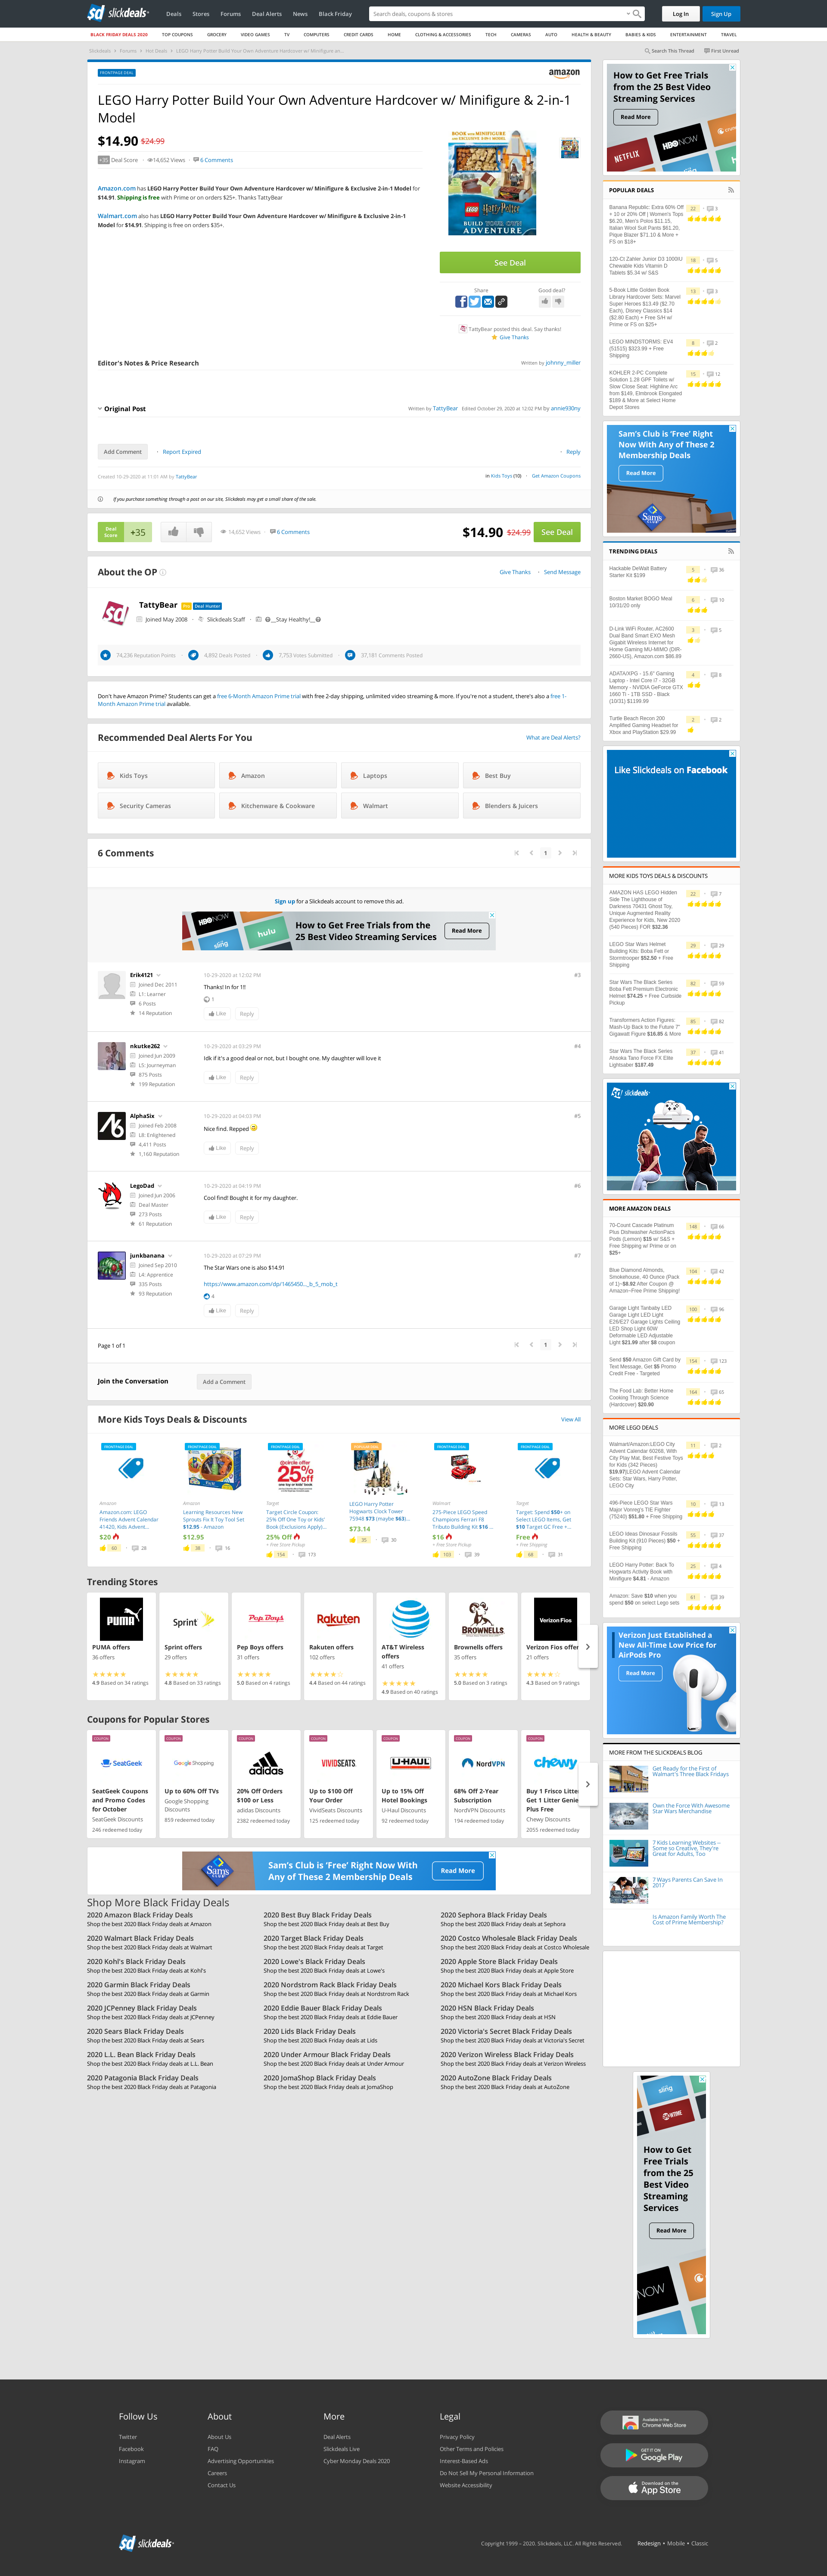 slickdeals
Deals Stores Forums Deal Alerts News Black Friday
Search deals, coupons & stores
Log In Sign Up
BLACK FRIDAY DEALS 2020 TOP COUPONS GROCERY VIDEO GAMES TV COMPUTERS CREDIT CARDS HOME CLOTHING & ACCESSORIES TECH CAMERAS AUTO HEALTH & BEAUTY BABIES & KIDS ENTERTAINMENT TRAVEL
Slickdeals > Forums > Hot Deals > LEGO Harry Potter Build Your Own Adventure Hardcover w/ Minifigure an...
Search This Thread First Unread
FRONTPAGE DEAL
amazon
LEGO Harry Potter Build Your Own Adventure Hardcover w/ Minifigure & 2-in-1
Model
$14.90 $24.99
+35 Deal Score 14,652 Views 6 Comments
Amazon.com has LEGO Harry Potter Build Your Own Adventure Hardcover w/ Minifigure & Exclusive 2-in-1 Model for
$14.91. Shipping is free with Prime or on orders $25+. Thanks TattyBear
Walmart.com also has LEGO Harry Potter Build Your Own Adventure Hardcover w/ Minifigure & Exclusive 2-in-1
Model for $14.91. Shipping is free on orders $35+.
See Deal
Share Good deal?
TattyBear posted this deal. Say thanks!
Give Thanks
Editor's Notes & Price Research
Written by johnny_miller
Original Post
Written by TattyBear Edited October 29, 2020 at 12:02 PM by annie930ny
Add Comment Report Expired Reply
Created 10-29-2020 at 11:01 AM by TattyBear
in Kids Toys (10) Get Amazon Coupons
If you purchase something through a post on our site, Slickdeals may get a small share of the sale.
Deal Score +35 14,652 Views 6 Comments $14.90 $24.99 See Deal
About the OP Give Thanks Send Message
TattyBear Pro Deal Hunter
Joined May 2008 Slickdeals Staff __Stay Healthy!__
74,236 Reputation Points 4,892 Deals Posted 7,753 Votes Submitted 37,181 Comments Posted
Don't have Amazon Prime? Students can get a free 6-Month Amazon Prime trial with free 2-day shipping, unlimited video streaming & more. If you're not a student, there's also a free 1-
Month Amazon Prime trial available.
Recommended Deal Alerts For You What are Deal Alerts?
Kids Toys Amazon Laptops Best Buy
Security Cameras Kitchenware & Cookware Walmart Blenders & Juicers
6 Comments 1
Sign up for a Slickdeals account to remove this ad.
HBO NOW hulu sling
How to Get Free Trials from the
25 Best Video Streaming Services
Read More
Erik4121
Joined Dec 2011
L1: Learner
6 Posts
14 Reputation
10-29-2020 at 12:02 PM #3
Thanks! In for 1!!
1
Like Reply
nkutke262
Joined Jun 2009
L5: Journeyman
875 Posts
199 Reputation
10-29-2020 at 03:29 PM #4
Idk if it's a good deal or not, but I bought one. My daughter will love it
Like Reply
AlphaSix
Joined Feb 2008
L8: Enlightened
4,411 Posts
1,160 Reputation
10-29-2020 at 04:03 PM #5
Nice find. Repped
Like Reply
LegoDad
Joined Jun 2006
Deal Master
273 Posts
61 Reputation
10-29-2020 at 04:19 PM #6
Cool find! Bought it for my daughter.
Like Reply
junkbanana
Joined Sep 2010
L4: Apprentice
335 Posts
93 Reputation
10-29-2020 at 07:29 PM #7
The Star Wars one is also $14.91
https://www.amazon.com/dp/1465450..._b_5_mob_t
4
Like Reply
Page 1 of 1 1
Join the Conversation Add a Comment
More Kids Toys Deals & Discounts View All
Amazon
Amazon.com: LEGO
Friends Advent Calendar
41420, Kids Advent...
$20
60 28
Amazon
Learning Resources New
Sprouts Fix It Toy Tool Set
$12.95 - Amazon
$12.95
38 16
Target
Target Circle Coupon:
25% Off One Toy or Kids'
Book (Exclusions Apply)...
25% Off
+ Free Store Pickup
154 173
LEGO Harry Potter
Hogwarts Clock Tower
75948 $73 (maybe $63)...
$73.14
35 30
Walmart
275-Piece LEGO Speed
Champions Ferrari F8
Tributo Building Kit $16 ...
$16
+ Free Store Pickup
103 39
Target
Target: Spend $50+ on
Select LEGO Items, Get
$10 Target GC Free +...
Free
+ Free Shipping
68 31
Trending Stores
PUMA offers
36 offers
4.9 Based on 34 ratings
Sprint offers
29 offers
4.8 Based on 33 ratings
Pep Boys offers
31 offers
5.0 Based on 4 ratings
Rakuten offers
102 offers
4.4 Based on 44 ratings
AT&T Wireless
offers
41 offers
4.9 Based on 40 ratings
Brownells offers
35 offers
5.0 Based on 3 ratings
Verizon Fios offer
21 offers
4.3 Based on 9 ratings
Coupons for Popular Stores
SeatGeek Coupons
and Promo Codes
for October
SeatGeek Discounts
246 redeemed today
Up to 60% Off TVs
Google Shopping
Discounts
859 redeemed today
20% Off Orders
$100 or Less
adidas Discounts
2382 redeemed today
Up to $100 Off
Your Order
VividSeats Discounts
125 redeemed today
Up to 15% Off
Hotel Bookings
U-Haul Discounts
92 redeemed today
68% Off 2-Year
Subscription
NordVPN Discounts
194 redeemed today
Buy 1 Frisco Litter
Get 1 Litter Genie
Plus Free
Chewy Discounts
2055 redeemed today
Sam's Club is 'Free' Right Now With
Any of These 2 Membership Deals
Read More
Shop More Black Friday Deals
2020 Amazon Black Friday Deals
Shop the best 2020 Black Friday deals at Amazon
2020 Best Buy Black Friday Deals
Shop the best 2020 Black Friday deals at Best Buy
2020 Sephora Black Friday Deals
Shop the best 2020 Black Friday deals at Sephora
2020 Walmart Black Friday Deals
Shop the best 2020 Black Friday deals at Walmart
2020 Target Black Friday Deals
Shop the best 2020 Black Friday deals at Target
2020 Costco Wholesale Black Friday Deals
Shop the best 2020 Black Friday deals at Costco Wholesale
2020 Kohl's Black Friday Deals
Shop the best 2020 Black Friday deals at Kohl's
2020 Lowe's Black Friday Deals
Shop the best 2020 Black Friday deals at Lowe's
2020 Apple Store Black Friday Deals
Shop the best 2020 Black Friday deals at Apple Store
2020 Garmin Black Friday Deals
Shop the best 2020 Black Friday deals at Garmin
2020 Nordstrom Rack Black Friday Deals
Shop the best 2020 Black Friday deals at Nordstrom Rack
2020 Michael Kors Black Friday Deals
Shop the best 2020 Black Friday deals at Michael Kors
2020 JCPenney Black Friday Deals
Shop the best 2020 Black Friday deals at JCPenney
2020 Eddie Bauer Black Friday Deals
Shop the best 2020 Black Friday deals at Eddie Bauer
2020 HSN Black Friday Deals
Shop the best 2020 Black Friday deals at HSN
2020 Sears Black Friday Deals
Shop the best 2020 Black Friday deals at Sears
2020 Lids Black Friday Deals
Shop the best 2020 Black Friday deals at Lids
2020 Victoria's Secret Black Friday Deals
Shop the best 2020 Black Friday deals at Victoria's Secret
2020 L.L. Bean Black Friday Deals
Shop the best 2020 Black Friday deals at L.L. Bean
2020 Under Armour Black Friday Deals
Shop the best 2020 Black Friday deals at Under Armour
2020 Verizon Wireless Black Friday Deals
Shop the best 2020 Black Friday deals at Verizon Wireless
2020 Patagonia Black Friday Deals
Shop the best 2020 Black Friday deals at Patagonia
2020 JomaShop Black Friday Deals
Shop the best 2020 Black Friday deals at JomaShop
2020 AutoZone Black Friday Deals
Shop the best 2020 Black Friday deals at AutoZone
How to Get Free Trials
from the 25 Best Video
Streaming Services
Read More
NETFLIX HBO NOW
POPULAR DEALS
Banana Republic: Extra 60% Off
+ 10 or 20% Off | Women's Tops
$6.20, Men's Polos $11.15,
Italian Wool Suit Pants $61.20,
Pique Blazer $71.10 & More +
FS on $18+
22 3
120-Ct Zahler Junior D3 1000IU
Chewable Kids Vitamin D
Tablets $5.34 w/ S&S
18 5
5-Book Little Golden Book
Library Hardcover Sets: Marvel
Super Heroes $13.49 ($2.70
Each), Disney Classics $14
($2.80 Each) + Free S/H w/
Prime or FS on $25+
13 3
LEGO MINDSTORMS: EV4
(51515) $323.99 + Free
Shipping
8 2
KOHLER 2-PC Complete
Solution 1.28 GPF Toilets w/
Slow Close Seat: Highline Arc
from $149, Elmbrook Elongated
$189 & More at Select Home
Depot Stores
15 12
Sam's Club is 'Free' Right
Now With Any of These 2
Membership Deals
Read More
TRENDING DEALS
Hackable DeWalt Battery
Starter Kit $199
5 36
Boston Market BOGO Meal
10/31/20 only
6 10
D-Link WiFi Router, AC2600
Dual Band Smart EXO Mesh
Gigabit Wireless Internet for
Home Gaming MU-MIMO (DIR-
2660-US), Amazon.com $86.89
3 5
ADATA/XPG - 15.6" Gaming
Laptop - Intel Core i7 - 32GB
Memory - NVIDIA GeForce GTX
1660 Ti - 1TB SSD - Black
(10/31) $1199.99
4 8
Turtle Beach Recon 200
Amplified Gaming Headset for
Xbox and PlayStation $29.99
2 2
Like Slickdeals on Facebook
MORE KIDS TOYS DEALS & DISCOUNTS
AMAZON HAS LEGO Hidden
Side The Lighthouse of
Darkness 70431 Ghost Toy,
Unique Augmented Reality
Experience for Kids, New 2020
(540 Pieces) FOR $32.36
22 7
LEGO Star Wars Helmet
Building Kits: Boba Fett or
Stormtrooper $52.50 + Free
Shipping
29 29
Star Wars The Black Series
Boba Fett Premium Electronic
Helmet $74.25 + Free Curbside
Pickup
82 59
Transformers Action Figures:
Mash-Up Back to the Future 7"
Gigawatt Figure $16.85 & More
85 82
Star Wars The Black Series
Ahsoka Tano Force FX Elite
Lightsaber $187.49
37 41
slickdeals
MORE AMAZON DEALS
70-Count Cascade Platinum
Plus Dishwasher ActionPacs
Pods (Lemon) $15 w/ S&S +
Free Shipping w/ Prime or on
$25+
148 66
Blue Diamond Almonds,
Smokehouse, 40 Ounce (Pack
of 1)--$8.92 After Coupon @
Amazon--Free Prime Shipping!
104 42
Garage Light Tanbaby LED
Garage Light LED Light
E26/E27 Garage Lights Ceiling
LED Shop Light 60W
Deformable LED Adjustable
Light $21.99 after $8 coupon
100 96
Send $50 Amazon Gift Card by
Text Message, Get $5 Promo
Credit Free - Targeted
154 123
The Food Lab: Better Home
Cooking Through Science
(Hardcover) $20.90
164 65
MORE LEGO DEALS
Walmart/Amazon:LEGO City
Advent Calendar 60268, With
City Play Mat, Best Festive Toys
for Kids (342 Pieces)
$19.97|LEGO Advent Calendar
Sets: Star Wars, Harry Potter,
LEGO City
11 2
496-Piece LEGO Star Wars
Major Vonreg's TIE Fighter
(75240) $51.80 + Free Shipping
10 13
LEGO Ideas Dinosaur Fossils
Building Kit (910 Pieces) $50 +
Free Shipping
55 37
LEGO Harry Potter: Back To
Hogwarts Activity Book with
Minifigure $4.81 - Amazon
25 4
Amazon: Save $10 when you
spend $50 on select Lego sets
61 39
Verizon Just Established a
New All-Time Low Price for
AirPods Pro
Read More
MORE FROM THE SLICKDEALS BLOG
Get Ready for the First of
Walmart's Three Black Fridays
Own the Force With Awesome
Star Wars Merchandise
7 Kids Learning Websites --
Some so Creative, They're
Great for Adults, Too
7 Ways Parents Can Save In
2017
Is Amazon Family Worth The
Cost of Prime Membership?
sling
SHOWTIME
How to Get
Free Trials
from the 25
Best Video
Streaming
Services
Read More
Follow Us
Twitter
Facebook
Instagram
About
About Us
FAQ
Advertising Opportunities
Careers
Contact Us
More
Deal Alerts
Slickdeals Live
Cyber Monday Deals 2020
Legal
Privacy Policy
Other Terms and Policies
Interest-Based Ads
Do Not Sell My Personal Information
Website Accessibility
Available in the
Chrome Web Store
GET IT ON
Google Play
Download on the
App Store
slickdeals
Copyright 1999 - 2020. Slickdeals, LLC. All Rights Reserved. Redesign • Mobile • Classic